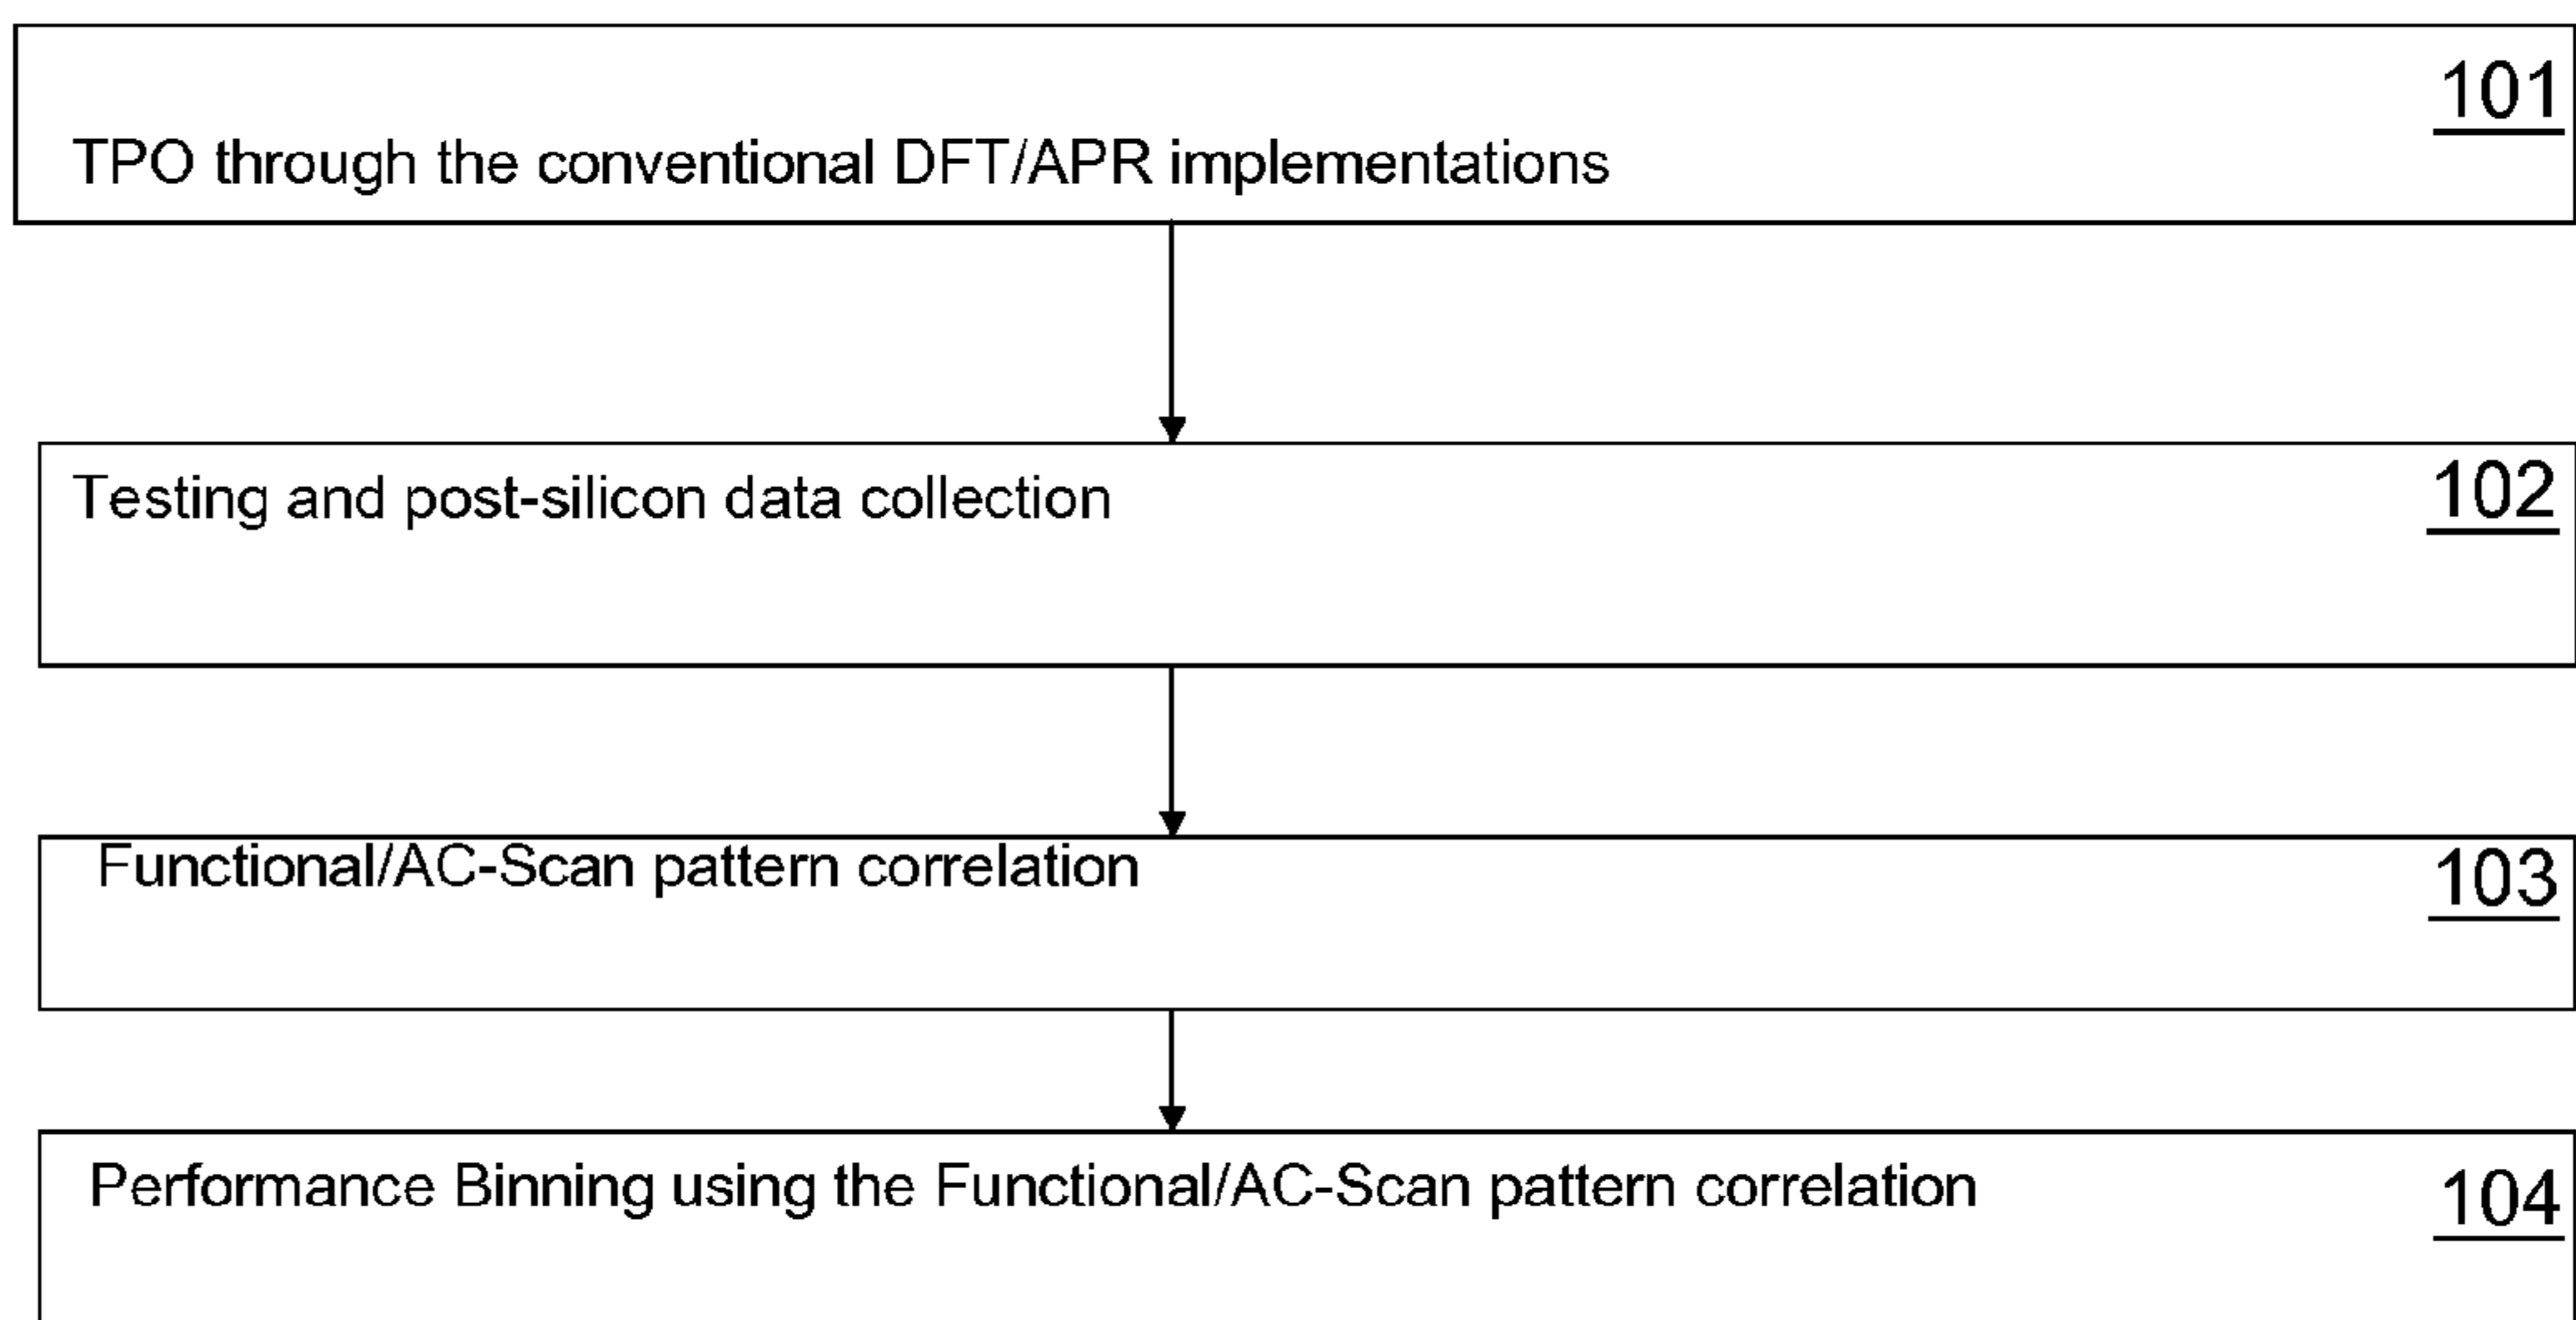 101
TPO through the conventional DFT/APR implementations
Testing and post-silicon data collection
102
Functional/AC-Scan pattern correlation
103
Performance Binning using the Functional/AC-Scan pattern correlation
104